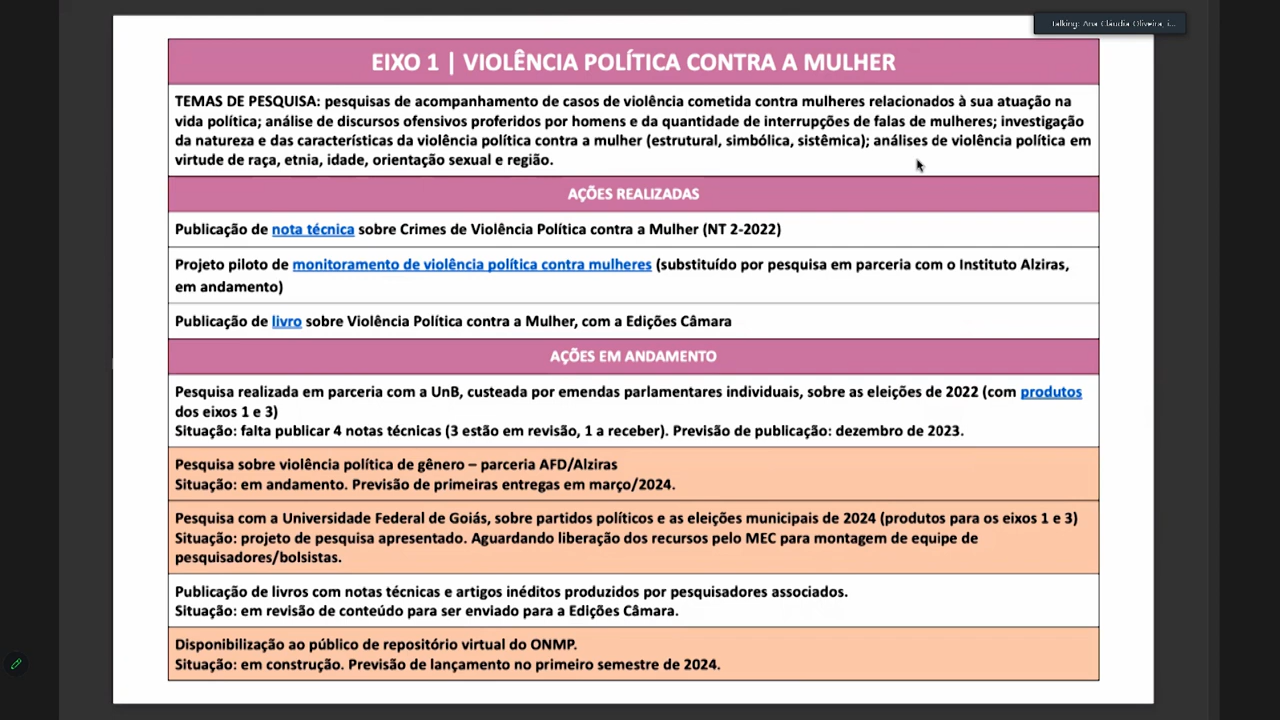 Talking: Ana Claudia Oliveira, i...
EIXO 1 | VIOLÊNCIA POLÍTICA CONTRA A MULHER
TEMAS DE PESQUISA: pesquisas de acompanhamento de casos de violência cometida contra mulheres relacionados à sua atuação na
vida política; análise de discursos ofensivos proferidos por homens e da quantidade de interrupções de falas de mulheres; investigação
da natureza e das características da violência política contra a mulher (estrutural, simbólica, sistêmica); análises de violência política em
virtude de raça, etnia, idade, orientação sexual e região.
AÇÕES REALIZADAS
Publicação de nota técnica sobre Crimes de Violência Política contra a Mulher (NT 2-2022)
Projeto piloto de monitoramento de violência política contra mulheres (substituído por pesquisa em parceria com o Instituto Alziras,
em andamento)
Publicação de livro sobre Violência Política contra a Mulher, com a Edições Câmara
AÇÕES EM ANDAMENTO
Pesquisa realizada em parceria com a UnB, custeada por emendas parlamentares individuais, sobre as eleições de 2022 (com produtos
dos eixos 1 e 3)
Situação: falta publicar 4 notas técnicas (3 estão em revisão, 1 a receber). Previsão de publicação: dezembro de 2023.
Pesquisa sobre violência política de gênero – parceria AFD/Alziras
Situação: em andamento. Previsão de primeiras entregas em março/2024.
Pesquisa com a Universidade Federal de Goiás, sobre partidos políticos e as eleições municipais de 2024 (produtos para os eixos 1 e 3)
Situação: projeto de pesquisa apresentado. Aguardando liberação dos recursos pelo MEC para montagem de equipe de
pesquisadores/bolsistas.
Publicação de livros com notas técnicas e artigos inéditos produzidos por pesquisadores associados.
Situação: em revisão de conteúdo para ser enviado para a Edições Câmara.
Disponibilização ao público de repositório virtual do ONMP.
Situação: em construção. Previsão de lançamento no primeiro semestre de 2024.